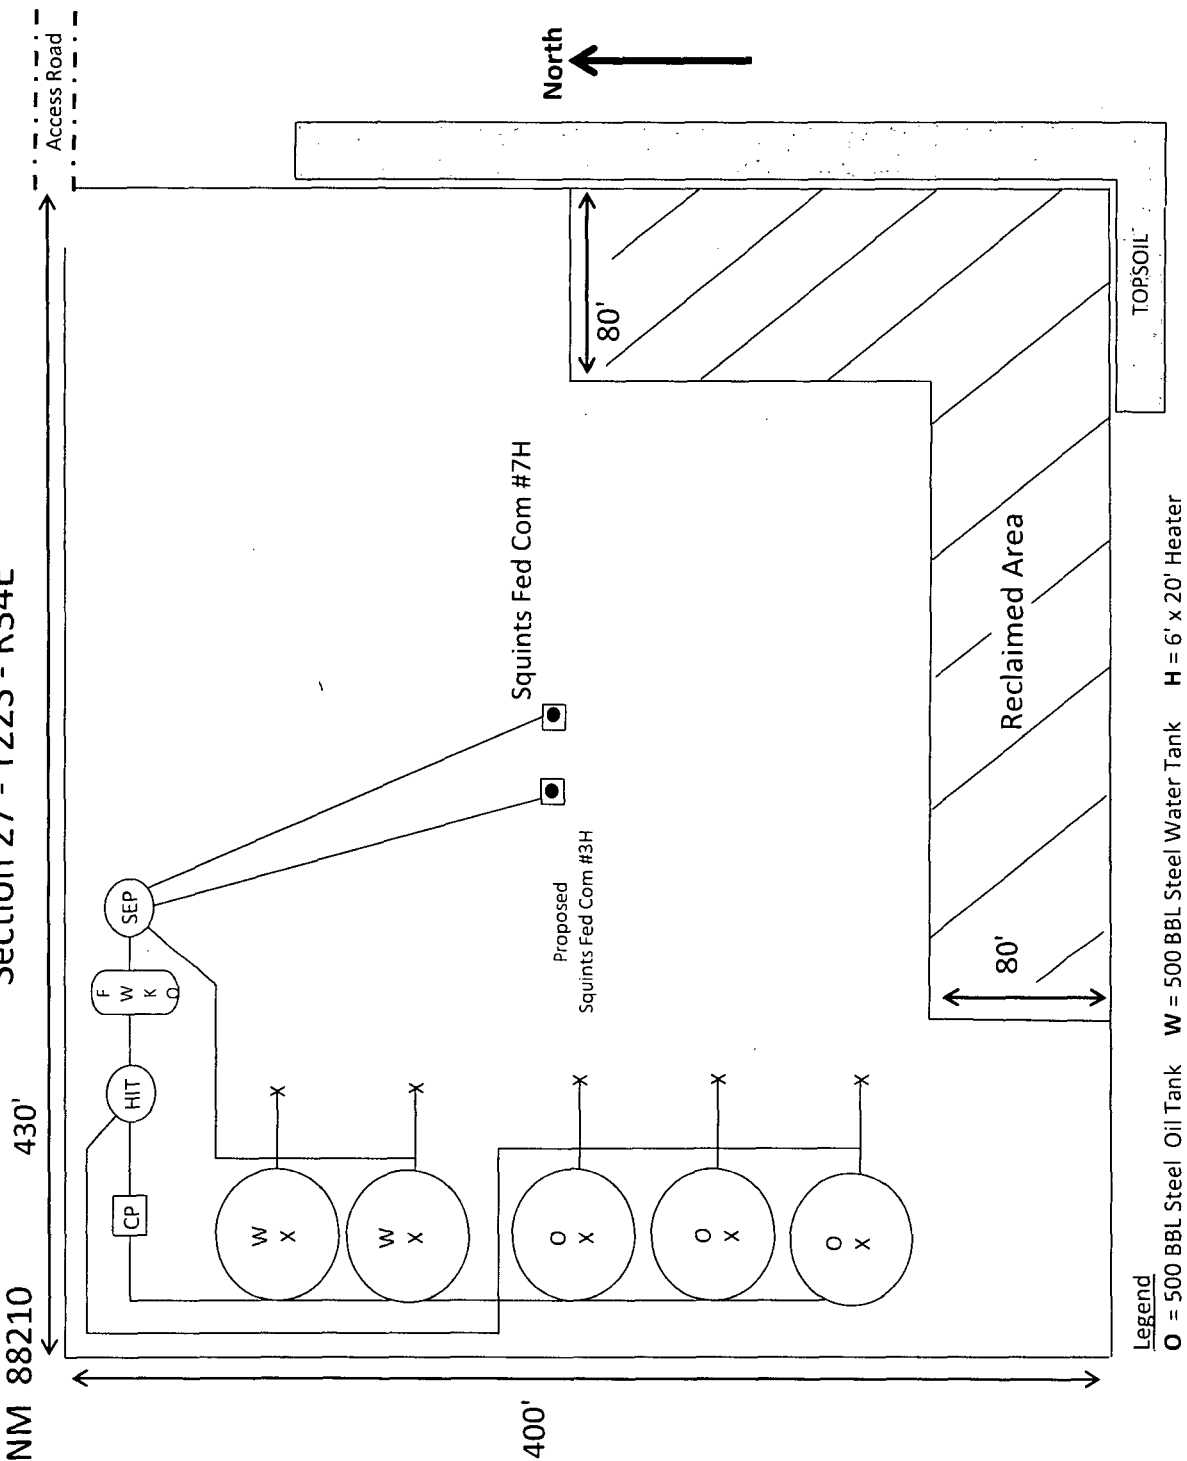 NM 88210
Section 27 - T22S - R34E
430'
Access Road
North
400'
SEP
F
W
K
O
HIT
CP
W
X
X
W
X
X
O
X
X
O
X
X
O
X
X
Squints Fed Com #7H
Proposed
Squints Fed Com #3H
80'
80'
Reclaimed Area
TOPSOIL
Legend
O = 500 BBL Steel Oil Tank W = 500 BBL Steel Water Tank H = 6' x 20' Heater